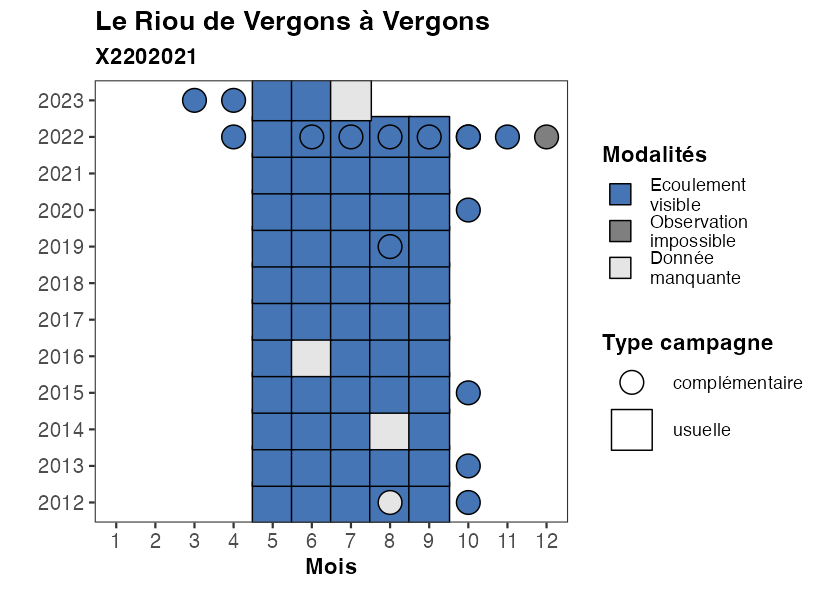 Le Riou de Vergons à Vergons
X2202021
2023
2022
2021
2020
2019
2018
2017
2016
2015
2014
2013
2012
1 2 3 4 5 6 7 8 9 10 11 12
Mois
Modalités
Ecoulement
visible
Observation
impossible
Donnée
manquante
Type campagne
complémentaire
usuelle